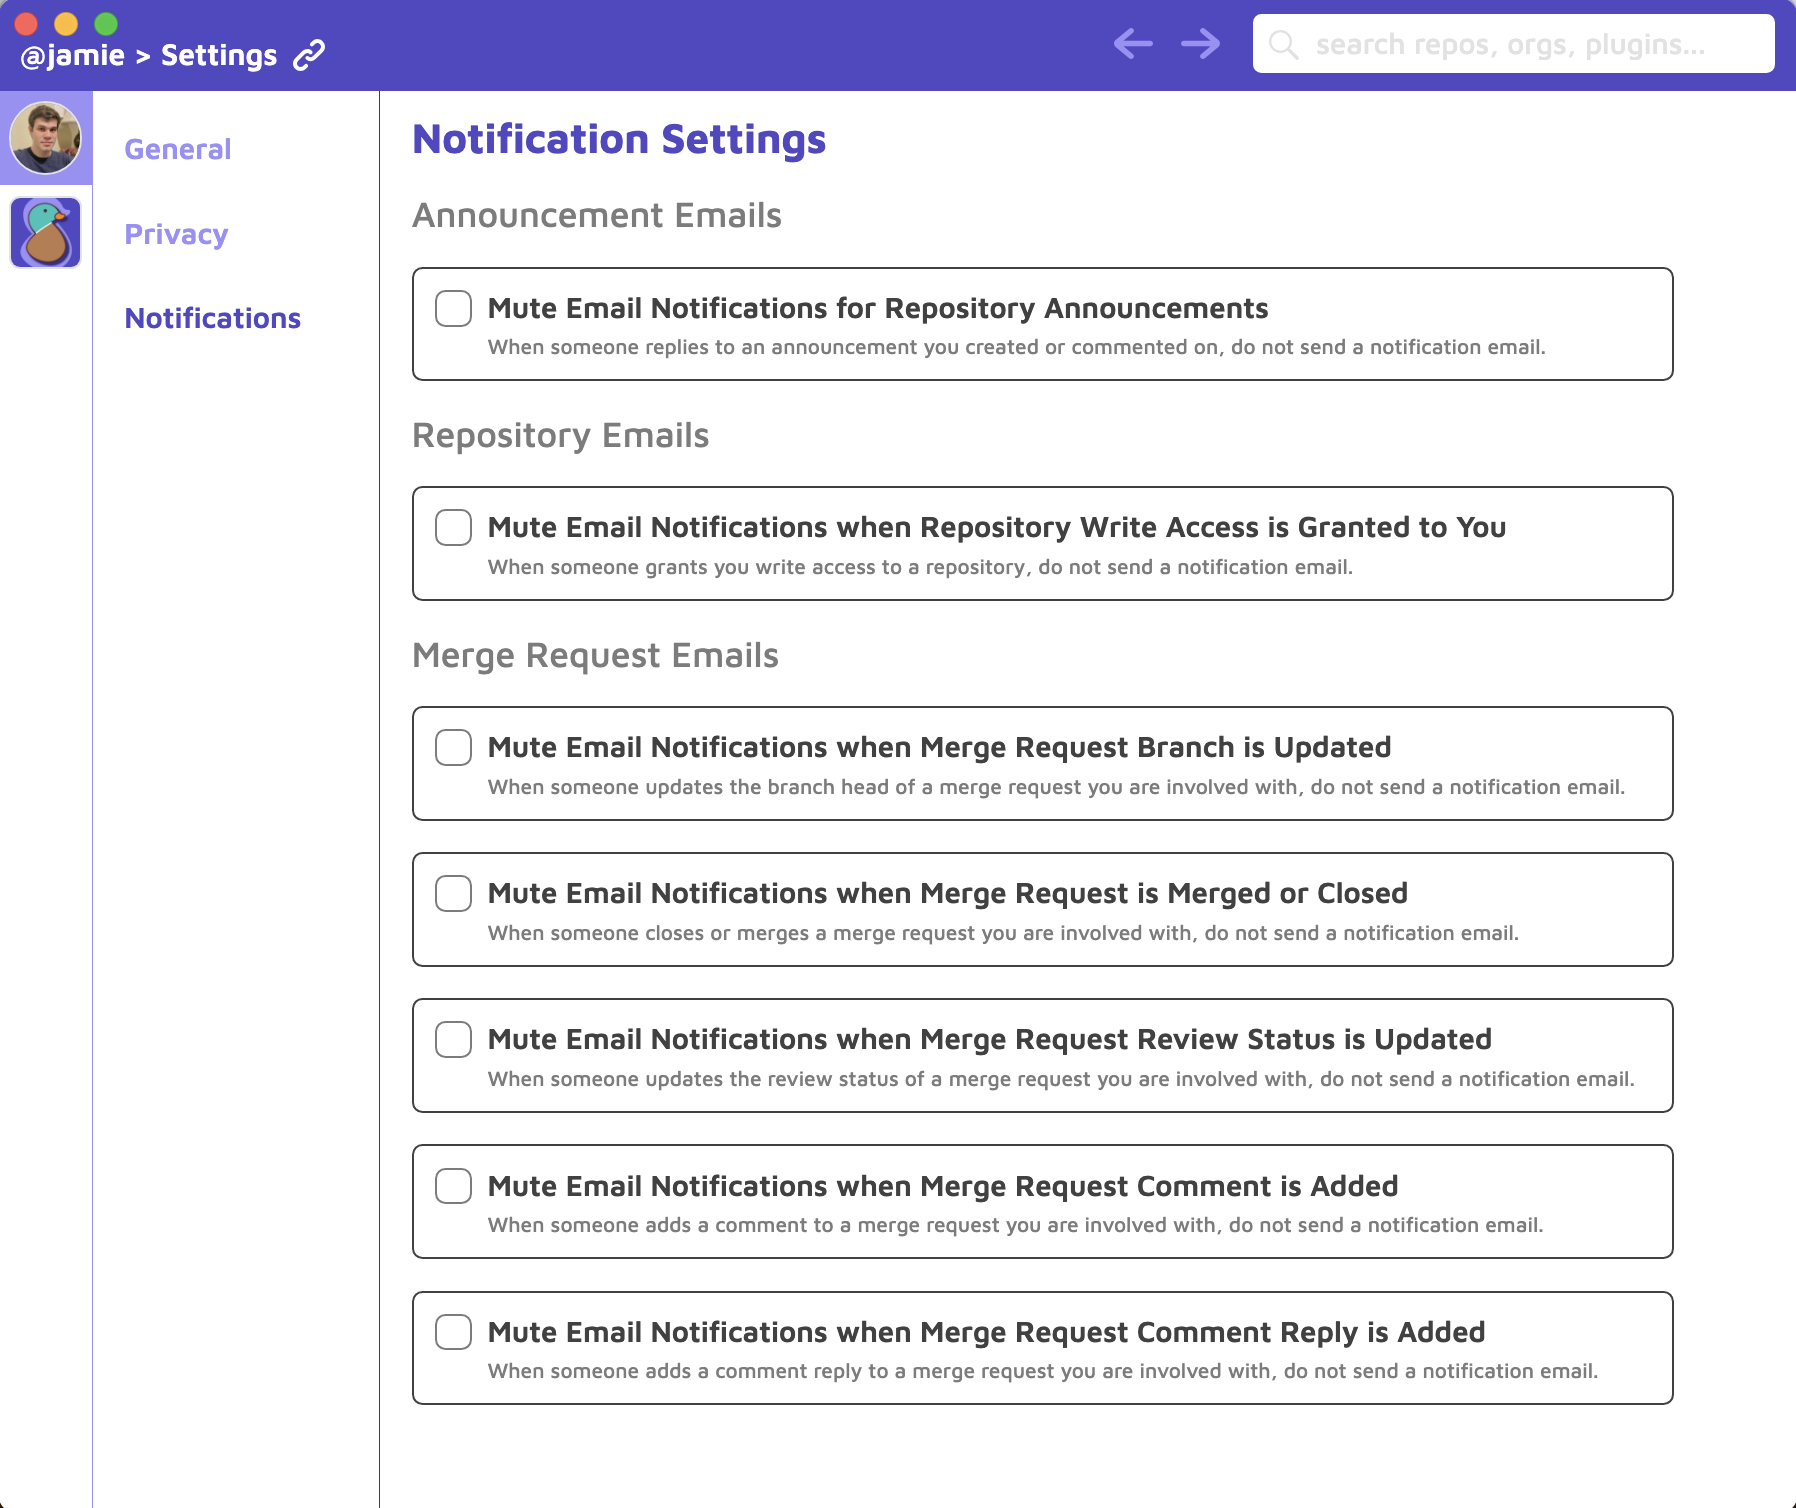 @jamie > Settings
search repos, orgs, plugins...
General
Privacy
Notifications
Notification Settings
Announcement Emails
Mute Email Notifications for Repository Announcements
When someone replies to an announcement you created or commented on, do not send a notification email.
Repository Emails
Mute Email Notifications when Repository Write Access is Granted to You
When someone grants you write access to a repository, do not send a notification email.
Merge Request Emails
Mute Email Notifications when Merge Request Branch is Updated
When someone updates the branch head of a merge request you are involved with, do not send a notification email.
Mute Email Notifications when Merge Request is Merged or Closed
When someone closes or merges a merge request you are involved with, do not send a notification email.
Mute Email Notifications when Merge Request Review Status is Updated
When someone updates the review status of a merge request you are involved with, do not send a notification email.
Mute Email Notifications when Merge Request Comment is Added
When someone adds a comment to a merge request you are involved with, do not send a notification email.
Mute Email Notifications when Merge Request Comment Reply is Added
When someone adds a comment reply to a merge request you are involved with, do not send a notification email.